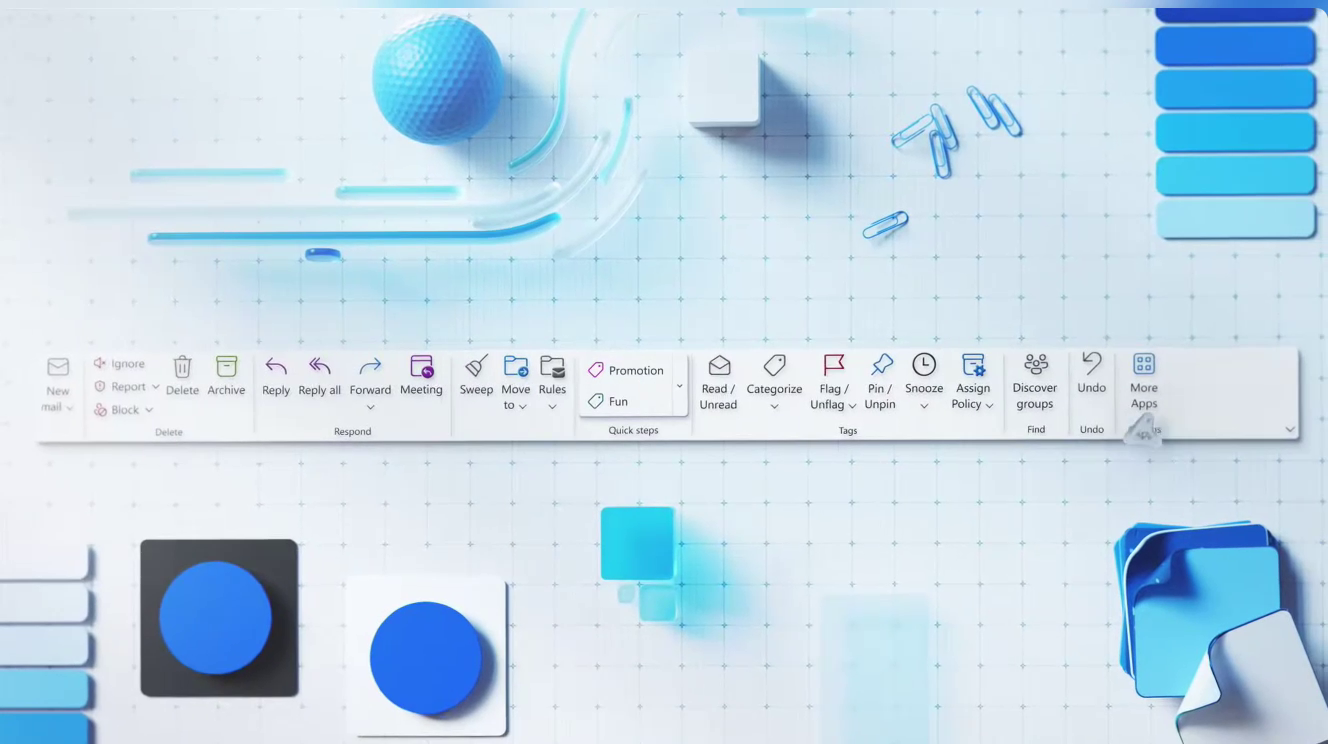 New
mail
Ignore
Report
Block
Delete
Archive
Delete
Reply
Reply all
Forward
Meeting
Respond
Sweep
Move
to
Rules
Promotion
Fun
Quick steps
Read /
Unread
Categorize
Flag /
Unflag
Pin /
Unpin
Snooze
Assign
Policy
Tags
Discover
groups
Find
Undo
Undo
More
Apps